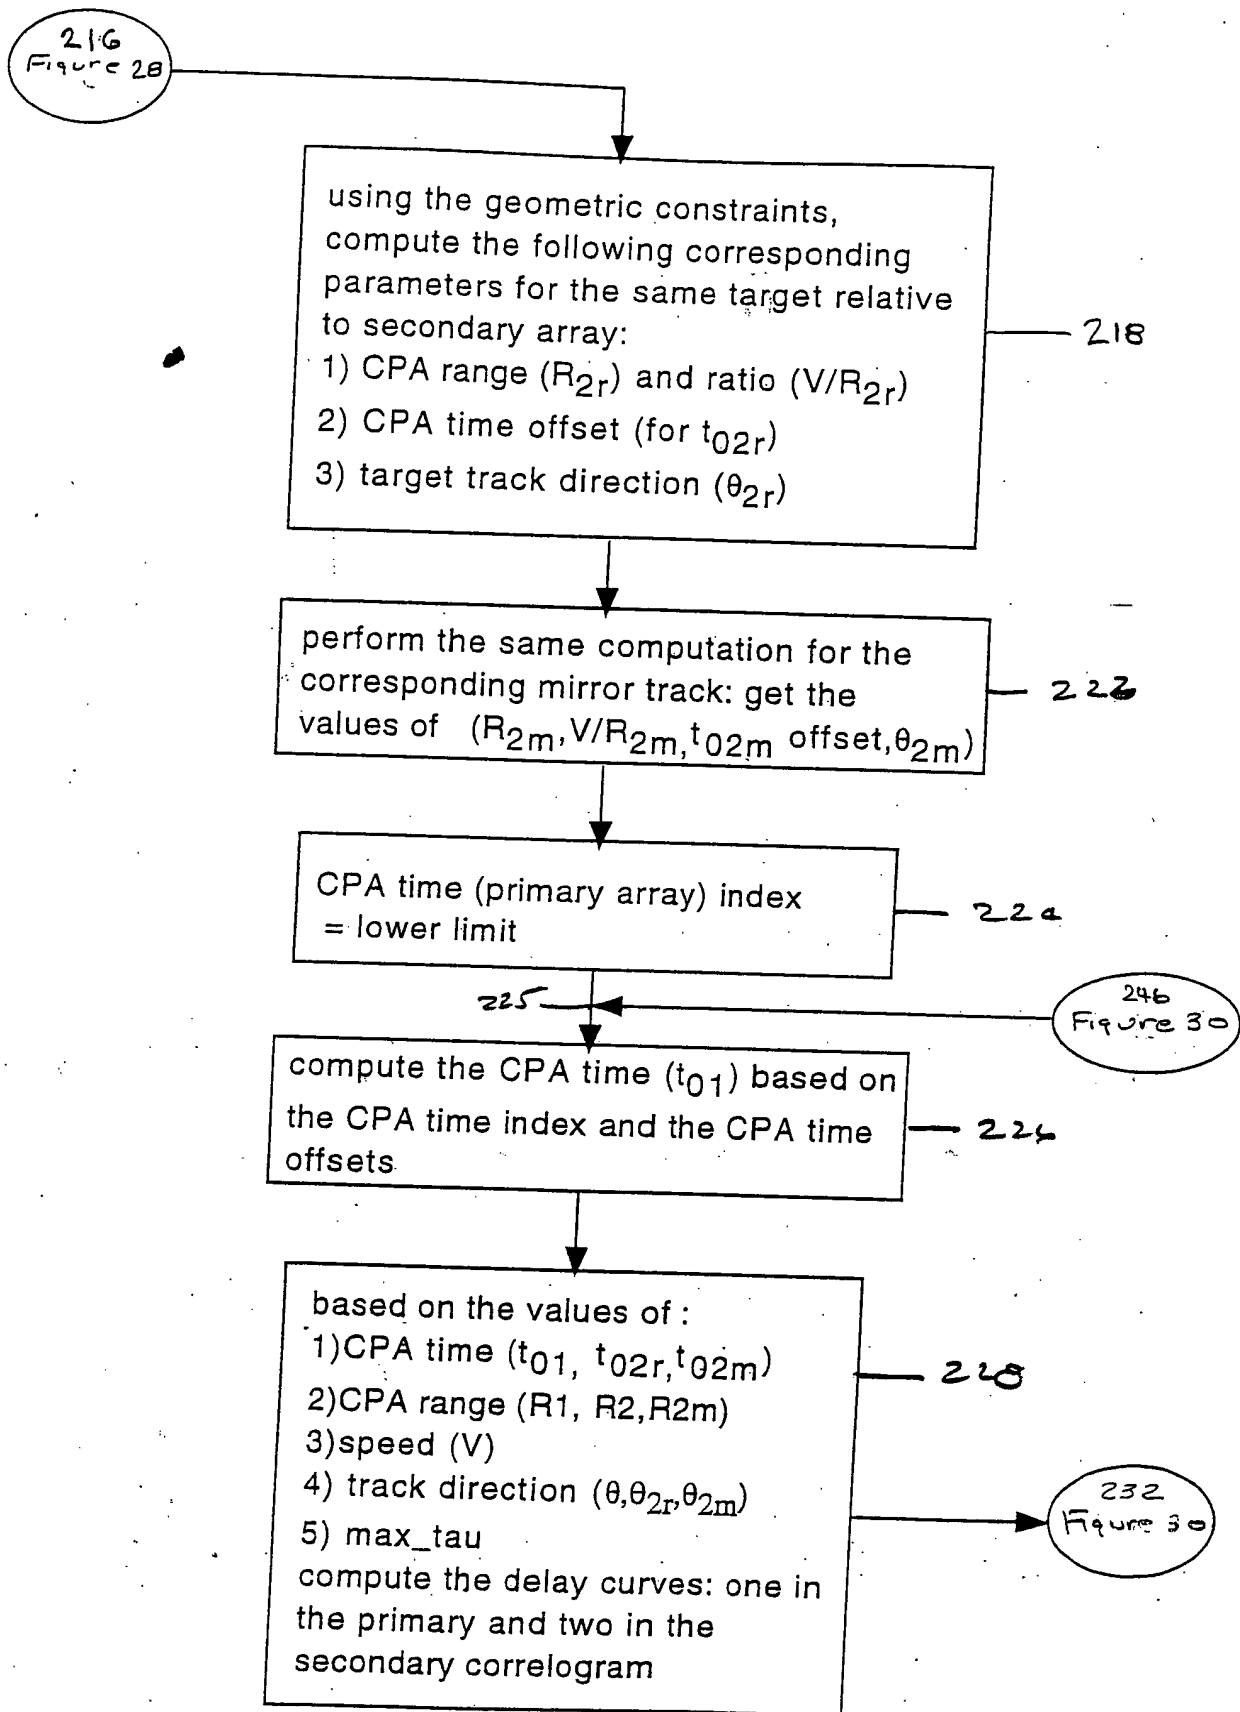 216
Figure 28
using the geometric constraints,
compute the following corresponding
parameters for the same target relative
to secondary array:
1) CPA range (R2r) and ratio (V/R2r)
2) CPA time offset (for t02r)
3) target track direction (θ2r)
218
perform the same computation for the
corresponding mirror track: get the
values of (R2m,V/R2m,t02m offset,θ2m)
CPA time (primary array) index
= lower limit
224
225
246
Figure 30
compute the CPA time (t01) based on
the CPA time index and the CPA time
offsets
226
based on the values of :
1)CPA time (t01, t02r,t02m)
2)CPA range (R1, R2,R2m)
3)speed (V)
4) track direction (θ,θ2r,θ2m)
5) max_tau
compute the delay curves: one in
the primary and two in the
secondary correlogram
228
232
Figure 30